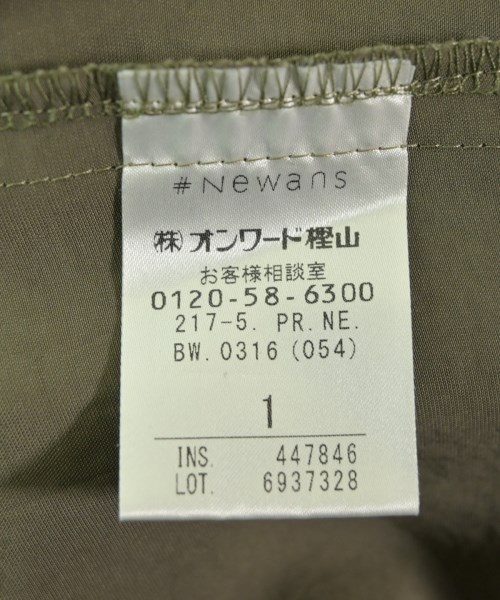 #Newans
㈱オンワード樫山
お客様相談室
0120-58-6300
217-5. PR.NE.
BW.0316(054)
1
INS. 447846
LOT. 6937328